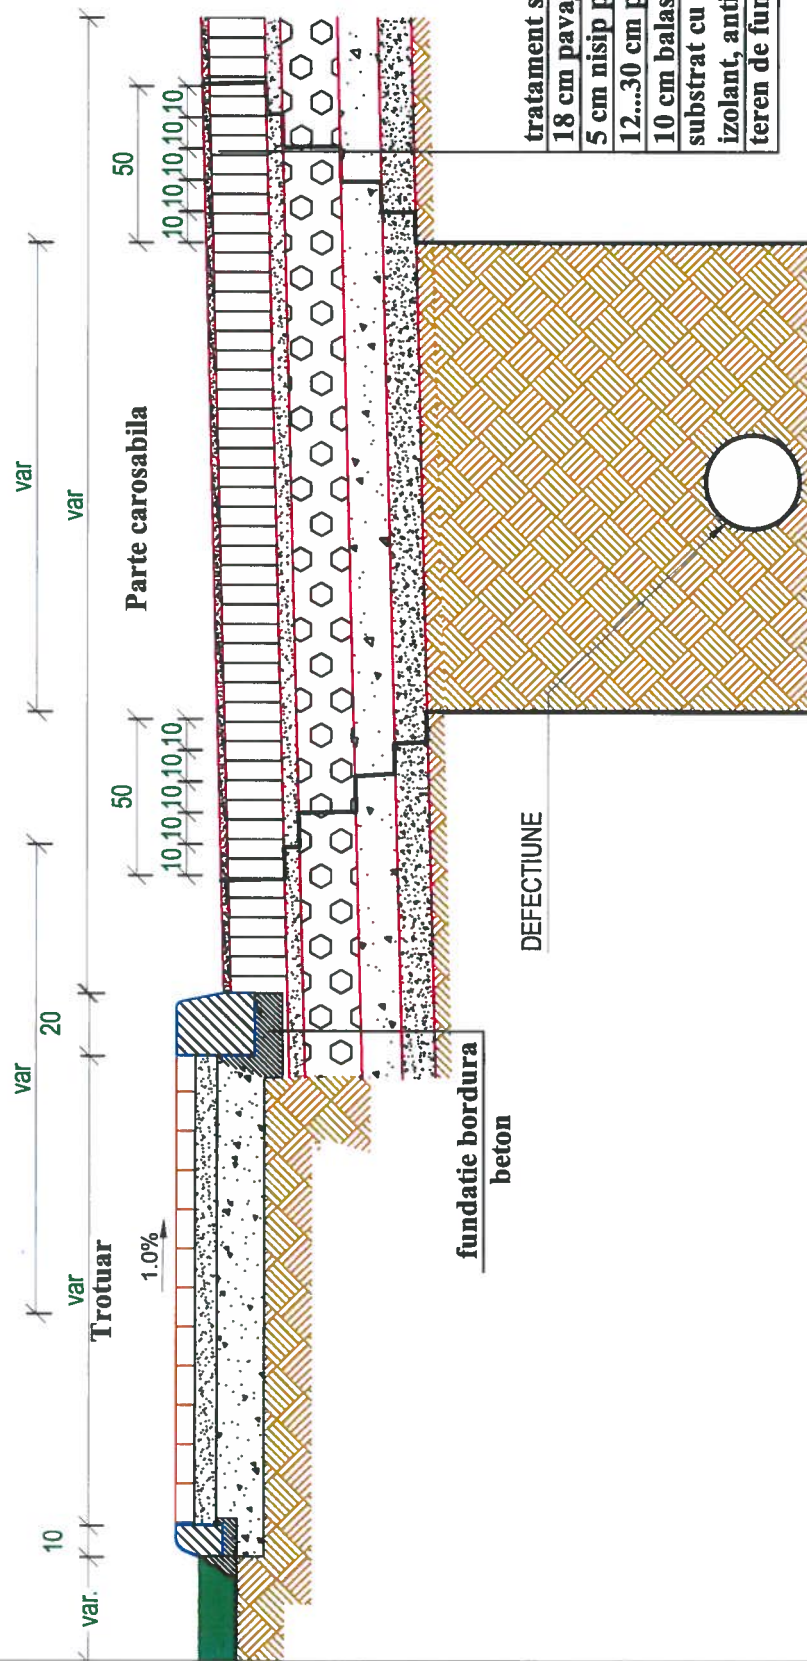 var
var
50
10 10 10 10 10
Parte carosabila
50
10 10 10 10 10
var
20
var
Trotuar
1.0%
10
var.
DEFECTIUNE
fundatie bordura
beton
tratament s
18 cm pava
5 cm nisip p
12...30 cm p
10 cm balas
substrat cu
izolant, anti
teren de fun